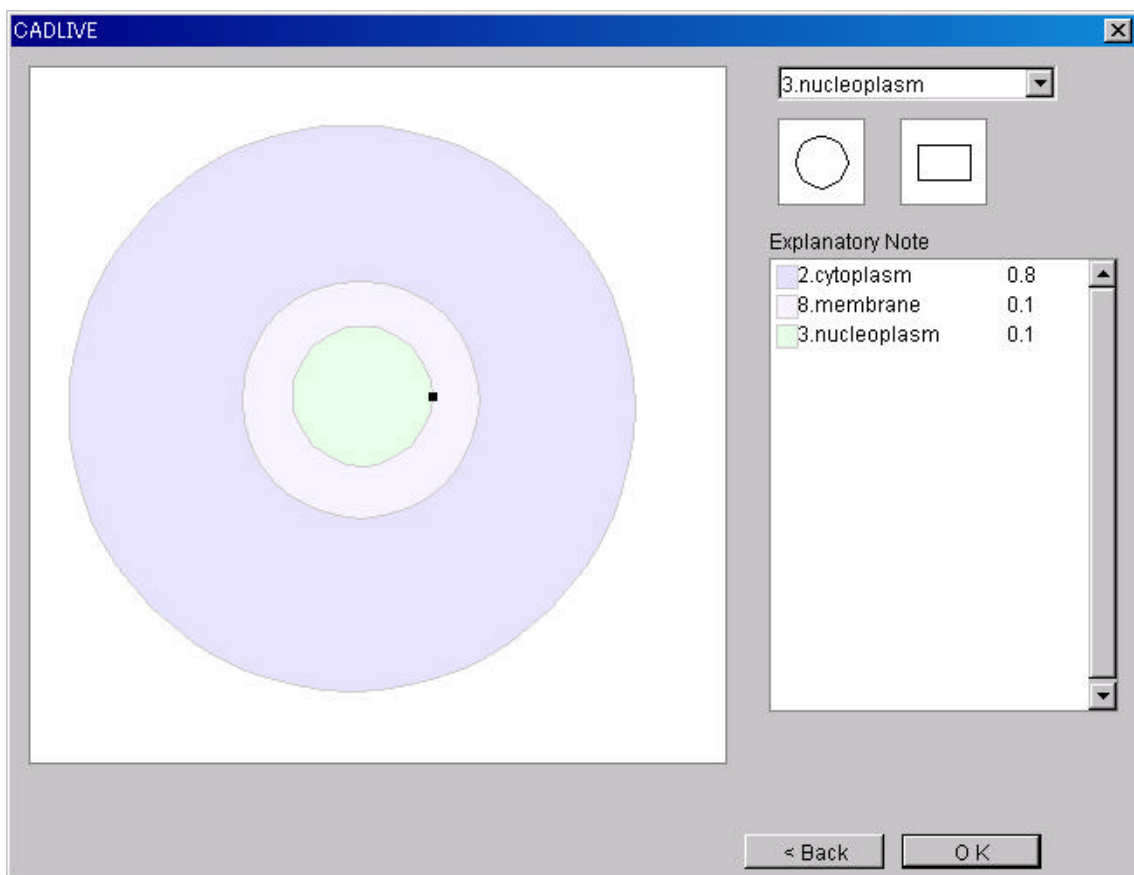 CADLIVE
3.nucleoplasm
Explanatory Note
2.cytoplasm 0.8
8.membrane 0.1
3.nucleoplasm 0.1
< Back
OK